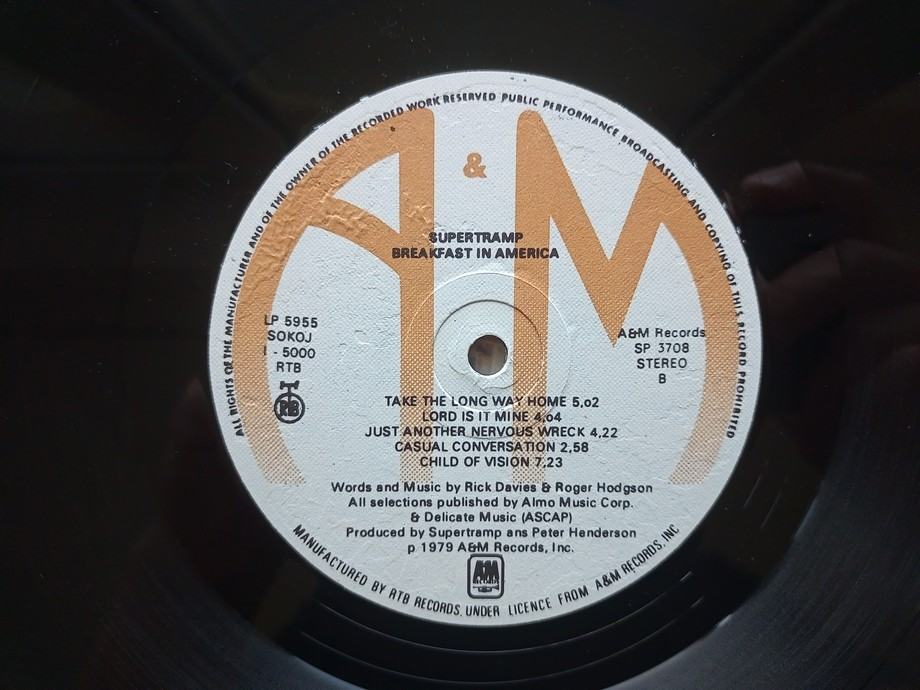 ALL RIGHTS OF THE MANUFACTURER AND OF THE OWNER OF THE RECORDED WORK RESERVED PUBLIC PERFORMANCE BROADCASTING AND COPYING OF THIS RECORD PROHIBITED
A & M
SUPERTRAMP
BREAKFAST IN AMERICA
LP 5955
SOKOJ
I - 5000
RTB
RTB
A&M Records
SP 3708
STEREO
B
TAKE THE LONG WAY HOME 5,o2
LORD IS IT MINE 4,o4
JUST ANOTHER NERVOUS WRECK 4,22
CASUAL CONVERSATION 2,58
CHILD OF VISION 7,23
Words and Music by Rick Davies & Roger Hodgson
All selections published by Almo Music Corp.
& Delicate Music (ASCAP)
Produced by Supertramp ans Peter Henderson
p 1979 A&M Records, Inc.
A&M
RECORDS
MANUFACTURED BY RTB RECORDS, UNDER LICENCE FROM A&M RECORDS, INC